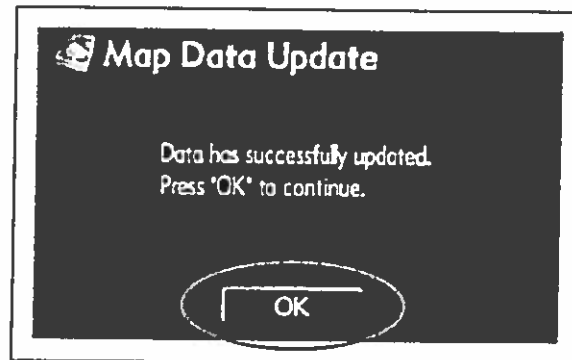 Map Data Update
Data has successfully updated.
Press "OK" to continue.
OK